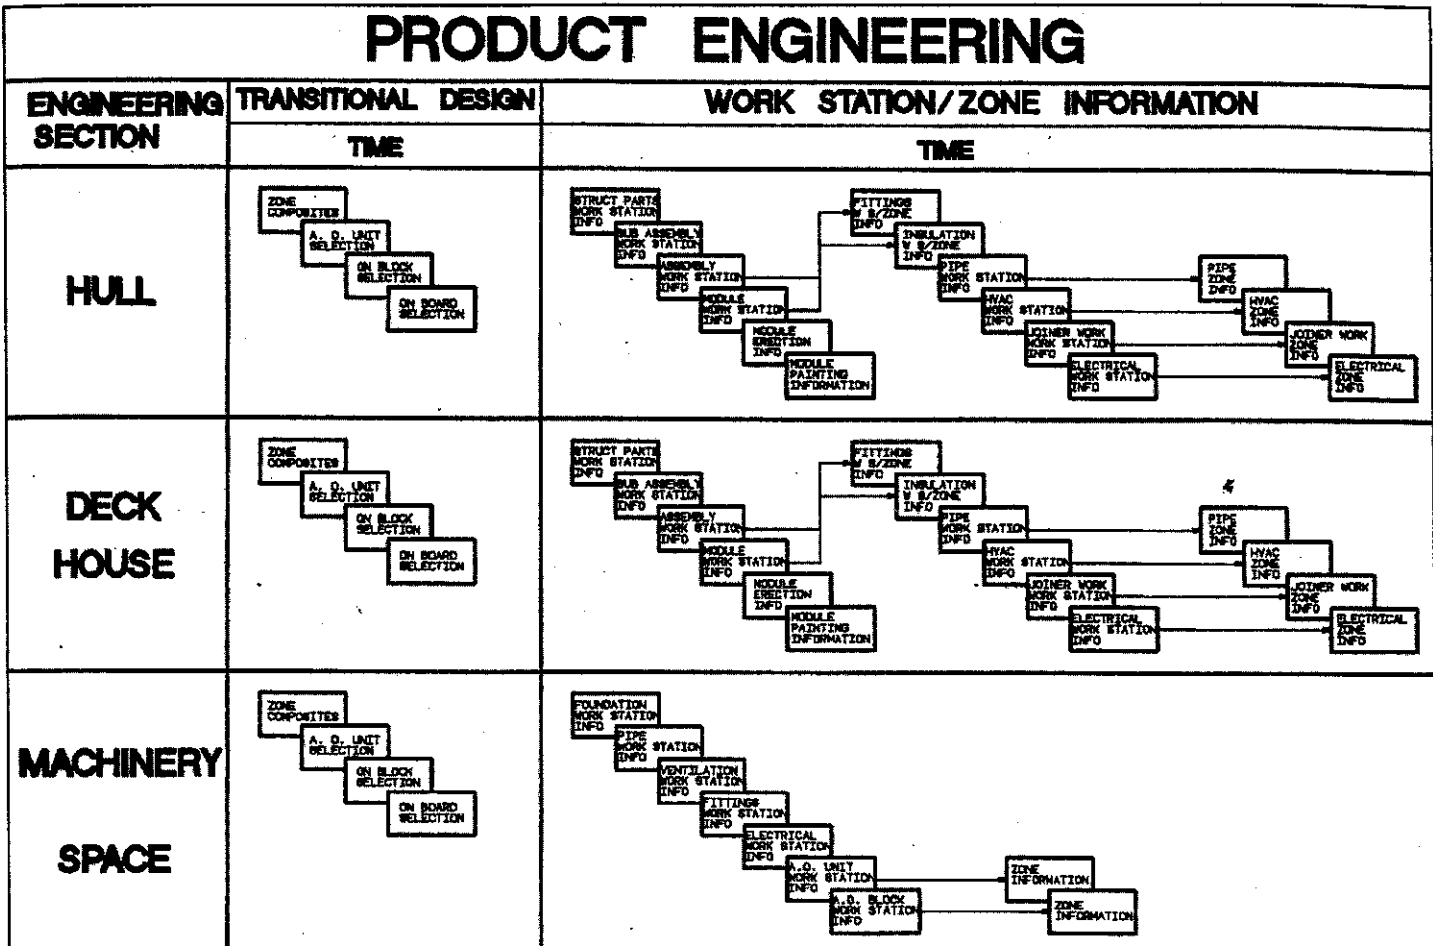 PRODUCT ENGINEERING
ENGINEERING
SECTION
TRANSITIONAL DESIGN
WORK STATION/ZONE INFORMATION
TIME
TIME
HULL
ZONE
COMPOSITES
A. O. UNIT
SELECTION
ON BLOCK
SELECTION
ON BOARD
SELECTION
STRUCT PARTS
WORK STATION
INFO
SUB ASSEMBLY
WORK STATION
INFO
ASSEMBLY
WORK STATION
INFO
MODULE
WORK STATION
INFO
MODULE
ERECTION
INFO
MODULE
PAINTING
INFORMATION
FITTINGS
W S/ZONE
INFO
INSULATION
W S/ZONE
INFO
PIPE
WORK STATION
INFO
HVAC
WORK STATION
INFO
JOINER WORK
WORK STATION
INFO
ELECTRICAL
WORK STATION
INFO
PIPE
ZONE
INFO
HVAC
ZONE
INFO
JOINER WORK
ZONE
INFO
ELECTRICAL
ZONE
INFO
DECK
HOUSE
ZONE
COMPOSITES
A. O. UNIT
SELECTION
ON BLOCK
SELECTION
ON BOARD
SELECTION
STRUCT PARTS
WORK STATION
INFO
SUB ASSEMBLY
WORK STATION
INFO
ASSEMBLY
WORK STATION
INFO
MODULE
WORK STATION
INFO
MODULE
ERECTION
INFO
MODULE
PAINTING
INFORMATION
FITTINGS
W S/ZONE
INFO
INSULATION
W S/ZONE
INFO
PIPE
WORK STATION
INFO
HVAC
WORK STATION
INFO
JOINER WORK
WORK STATION
INFO
ELECTRICAL
WORK STATION
INFO
PIPE
ZONE
INFO
HVAC
ZONE
INFO
JOINER WORK
ZONE
INFO
ELECTRICAL
ZONE
INFO
MACHINERY
SPACE
ZONE
COMPOSITES
A. O. UNIT
SELECTION
ON BLOCK
SELECTION
ON BOARD
SELECTION
FOUNDATION
WORK STATION
INFO
PIPE
WORK STATION
INFO
VENTILATION
WORK STATION
INFO
FITTINGS
WORK STATION
INFO
ELECTRICAL
WORK STATION
INFO
A.O. UNIT
WORK STATION
INFO
A.O. BLOCK
WORK STATION
INFO
ZONE
INFORMATION
ZONE
INFORMATION